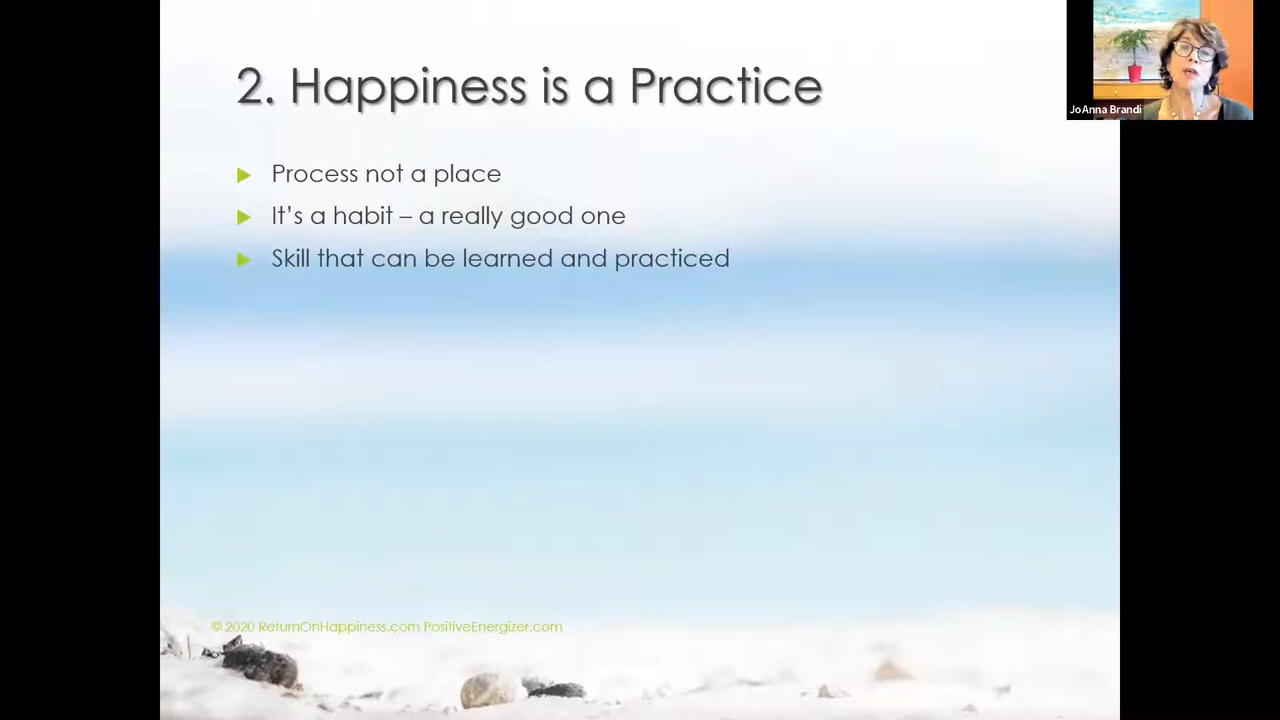 2. Happiness is a Practice
JoAnna Brandi
Process not a place
It's a habit – a really good one
Skill that can be learned and practiced
© 2020 ReturnOnHappiness.com PositiveEnergizer.com